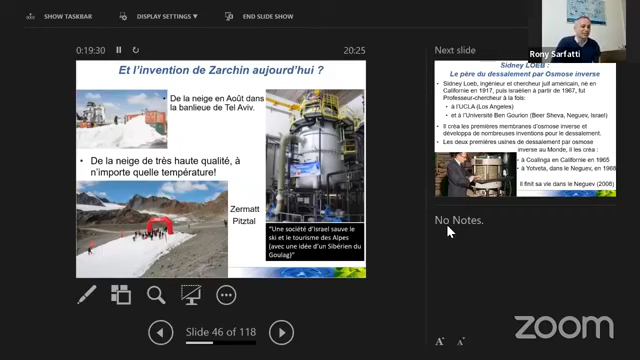 SHOW TASKBAR
DISPLAY SETTINGS ▼
END SLIDE SHOW
0:19:30
20:25
Et l'invention de Zarchin aujourd'hui ?
De la neige en Août dans
la banlieue de Tel Aviv.
• De la neige de très haute qualité, à
n'importe quelle température!
Zermatt
Pitztal
"Une société d'Israel sauve le
ski et le tourisme des Alpes
(avec une idée d'un Sibérien du
Goulag)"
Slide 46 of 118
Next slide
Rony Sarfatti
Sidney LOEB :
Le père du dessalement par Osmose inverse
Sidney Loeb, ingénieur et chercheur juif américain, né en
Californie en 1917, puis israélien à partir de 1967, fut
Professeur-chercheur à la fois:
• à l'UCLA (Los Angeles)
• et à l'Université Ben Gourion (Beer Sheva, Neguev, Israel)
• Il créa les premières membranes d'osmose inverse et
développa de nombreuses inventions pour le dessalement.
• Les deux premières usines de dessalement par osmose
inverse au Monde, il les créa :
• à Coalinga en Californie en 1965
• à Yotveta, dans le Neguev, en 1968
Il finit sa vie dans le Neguev (2008)
No Notes.
A A
zoom